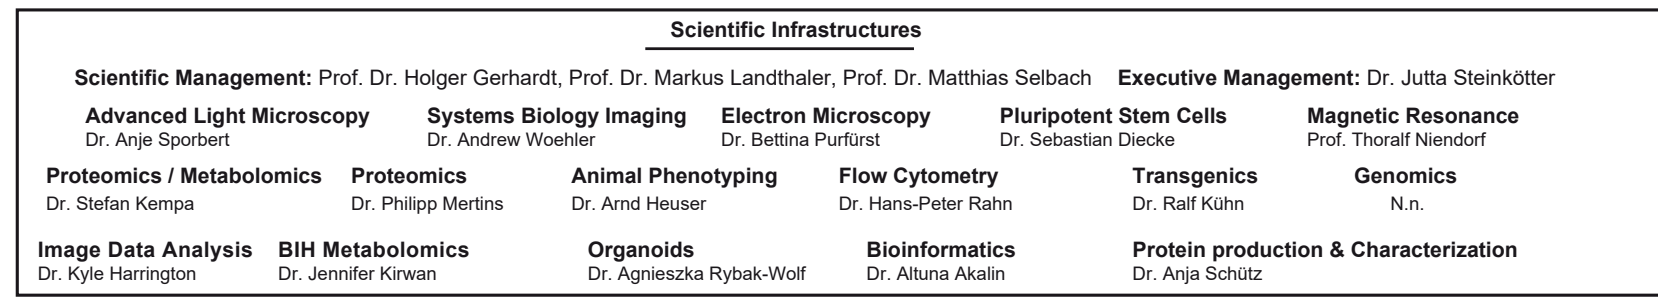 Scientific Infrastructures
Scientific Management: Prof. Dr. Holger Gerhardt, Prof. Dr. Markus Landthaler, Prof. Dr. Matthias Selbach Executive Management: Dr. Jutta Steinkötter
Advanced Light Microscopy Systems Biology Imaging Electron Microscopy Pluripotent Stem Cells Magnetic Resonance
Dr. Anje Sporbert Dr. Andrew Woehler Dr. Bettina Purfürst Dr. Sebastian Diecke Prof. Thoralf Niendorf
Proteomics / Metabolomics Proteomics Animal Phenotyping Flow Cytometry Transgenics Genomics
Dr. Stefan Kempa Dr. Philipp Mertins Dr. Arnd Heuser Dr. Hans-Peter Rahn Dr. Ralf Kühn N.n.
Image Data Analysis BIH Metabolomics Organoids Bioinformatics Protein production & Characterization
Dr. Kyle Harrington Dr. Jennifer Kirwan Dr. Agnieszka Rybak-Wolf Dr. Altuna Akalin Dr. Anja Schütz